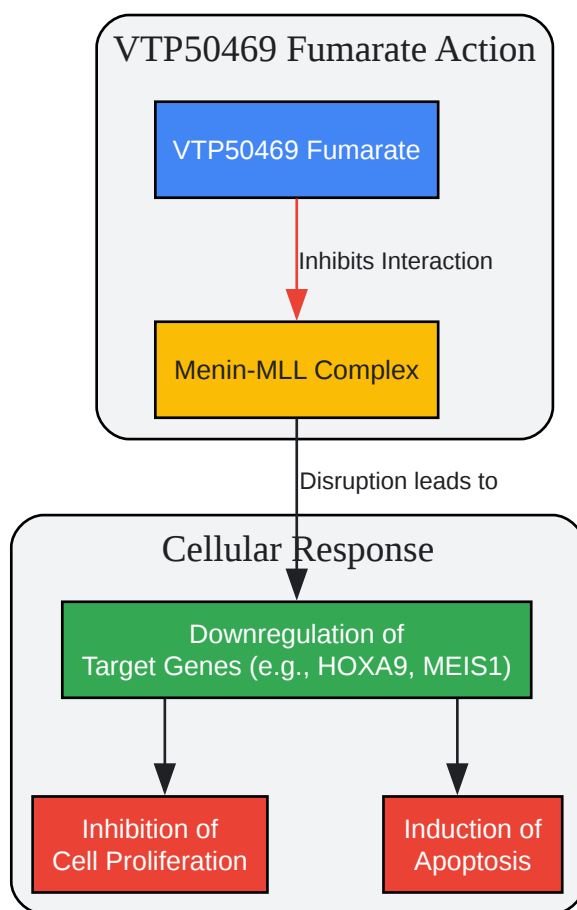 VTP50469 Fumarate Action
VTP50469 Fumarate
Inhibits Interaction
Menin-MLL Complex
Disruption leads to
Cellular Response
Downregulation of
Target Genes (e.g., HOXA9, MEIS1)
Inhibition of
Cell Proliferation
Induction of
Apoptosis